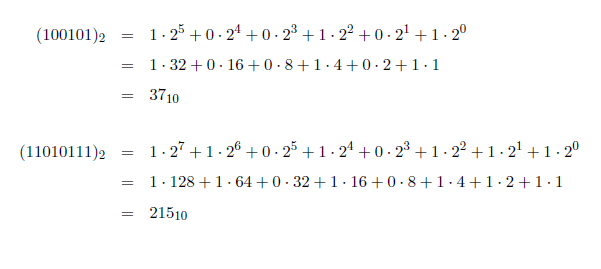 (100101)₂ = 1 · 2⁵ + 0 · 2⁴ + 0 · 2³ + 1 · 2² + 0 · 2¹ + 1 · 2⁰
= 1 · 32 + 0 · 16 + 0 · 8 + 1 · 4 + 0 · 2 + 1 · 1
= 37₁₀
(11010111)₂ = 1 · 2⁷ + 1 · 2⁶ + 0 · 2⁵ + 1 · 2⁴ + 0 · 2³ + 1 · 2² + 1 · 2¹ + 1 · 2⁰
= 1 · 128 + 1 · 64 + 0 · 32 + 1 · 16 + 0 · 8 + 1 · 4 + 1 · 2 + 1 · 1
= 215₁₀